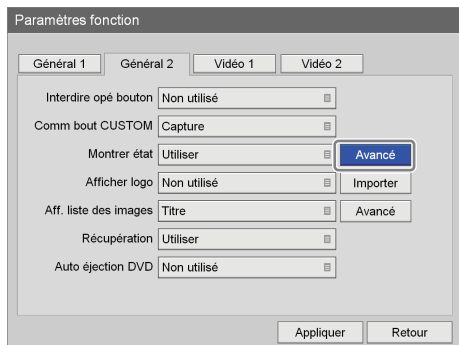 Paramètres fonction
Général 1 Général 2 Vidéo 1 Vidéo 2
Interdire opé bouton Non utilisé
Comm bout CUSTOM Capture
Montrer état Utiliser Avancé
Afficher logo Non utilisé Importer
Aff. liste des images Titre Avancé
Récupération Utiliser
Auto éjection DVD Non utilisé
Appliquer Retour